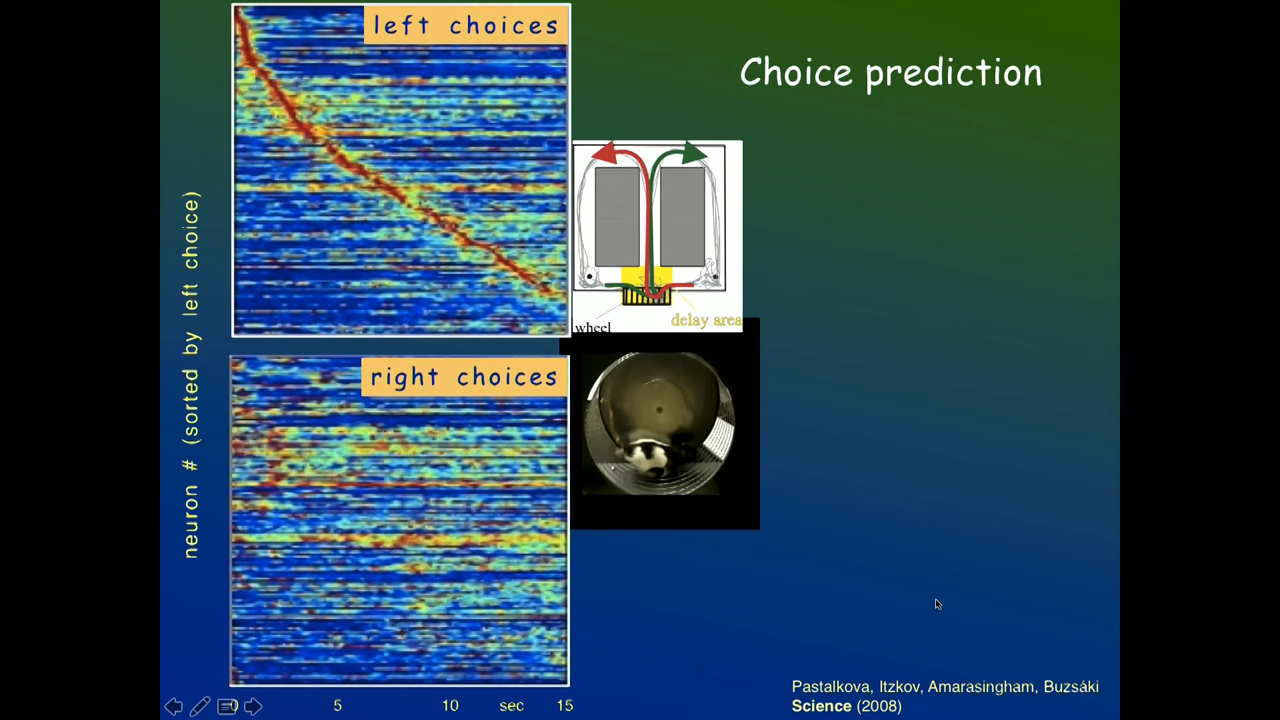 left choices
Choice prediction
neuron # (sorted by left choice)
wheel
delay area
right choices
0 5 10 sec 15
Pastalkova, Itzkov, Amarasingham, Buzsáki
Science (2008)